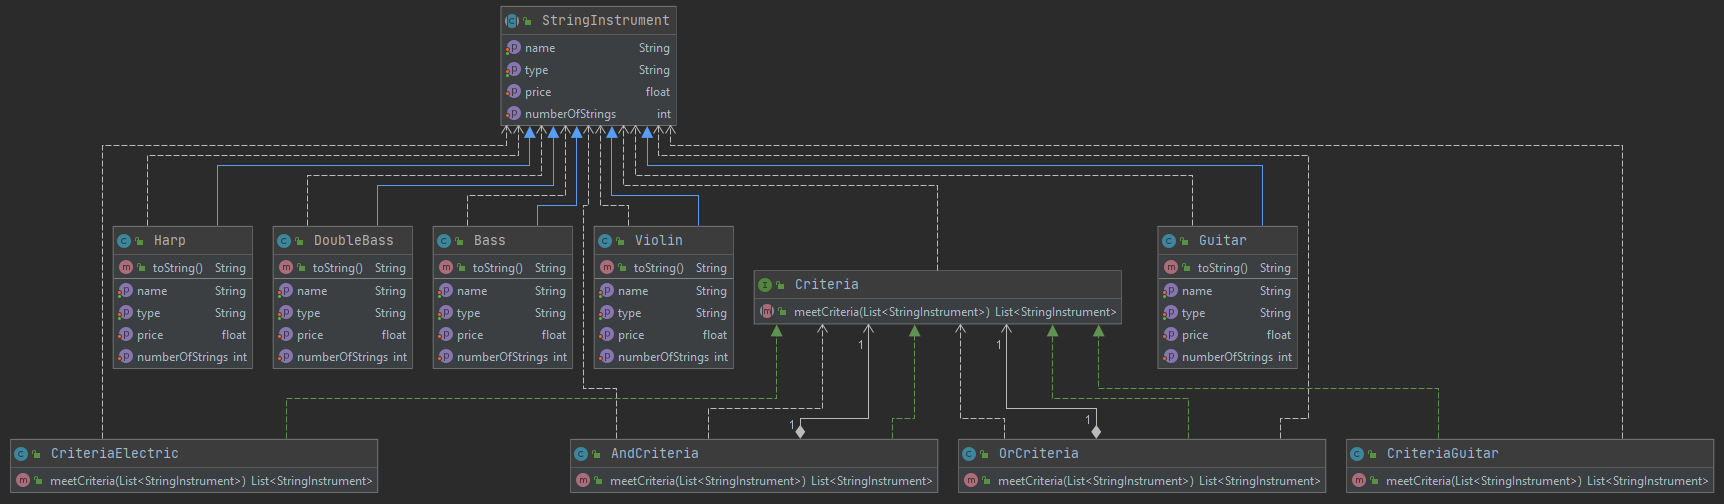 StringInstrument
name String
type String
price float
numberOfStrings int
Harp
toString() String
name String
type String
price float
numberOfStrings int
DoubleBass
toString() String
name String
type String
price float
numberOfStrings int
Bass
toString() String
name String
type String
price float
numberOfStrings int
Violin
toString() String
name String
type String
price float
numberOfStrings int
Criteria
meetCriteria(List<StringInstrument>) List<StringInstrument>
Guitar
toString() String
name String
type String
price float
numberOfStrings int
1
1
1
1
CriteriaElectric
meetCriteria(List<StringInstrument>) List<StringInstrument>
AndCriteria
meetCriteria(List<StringInstrument>) List<StringInstrument>
OrCriteria
meetCriteria(List<StringInstrument>) List<StringInstrument>
CriteriaGuitar
meetCriteria(List<StringInstrument>) List<StringInstrument>